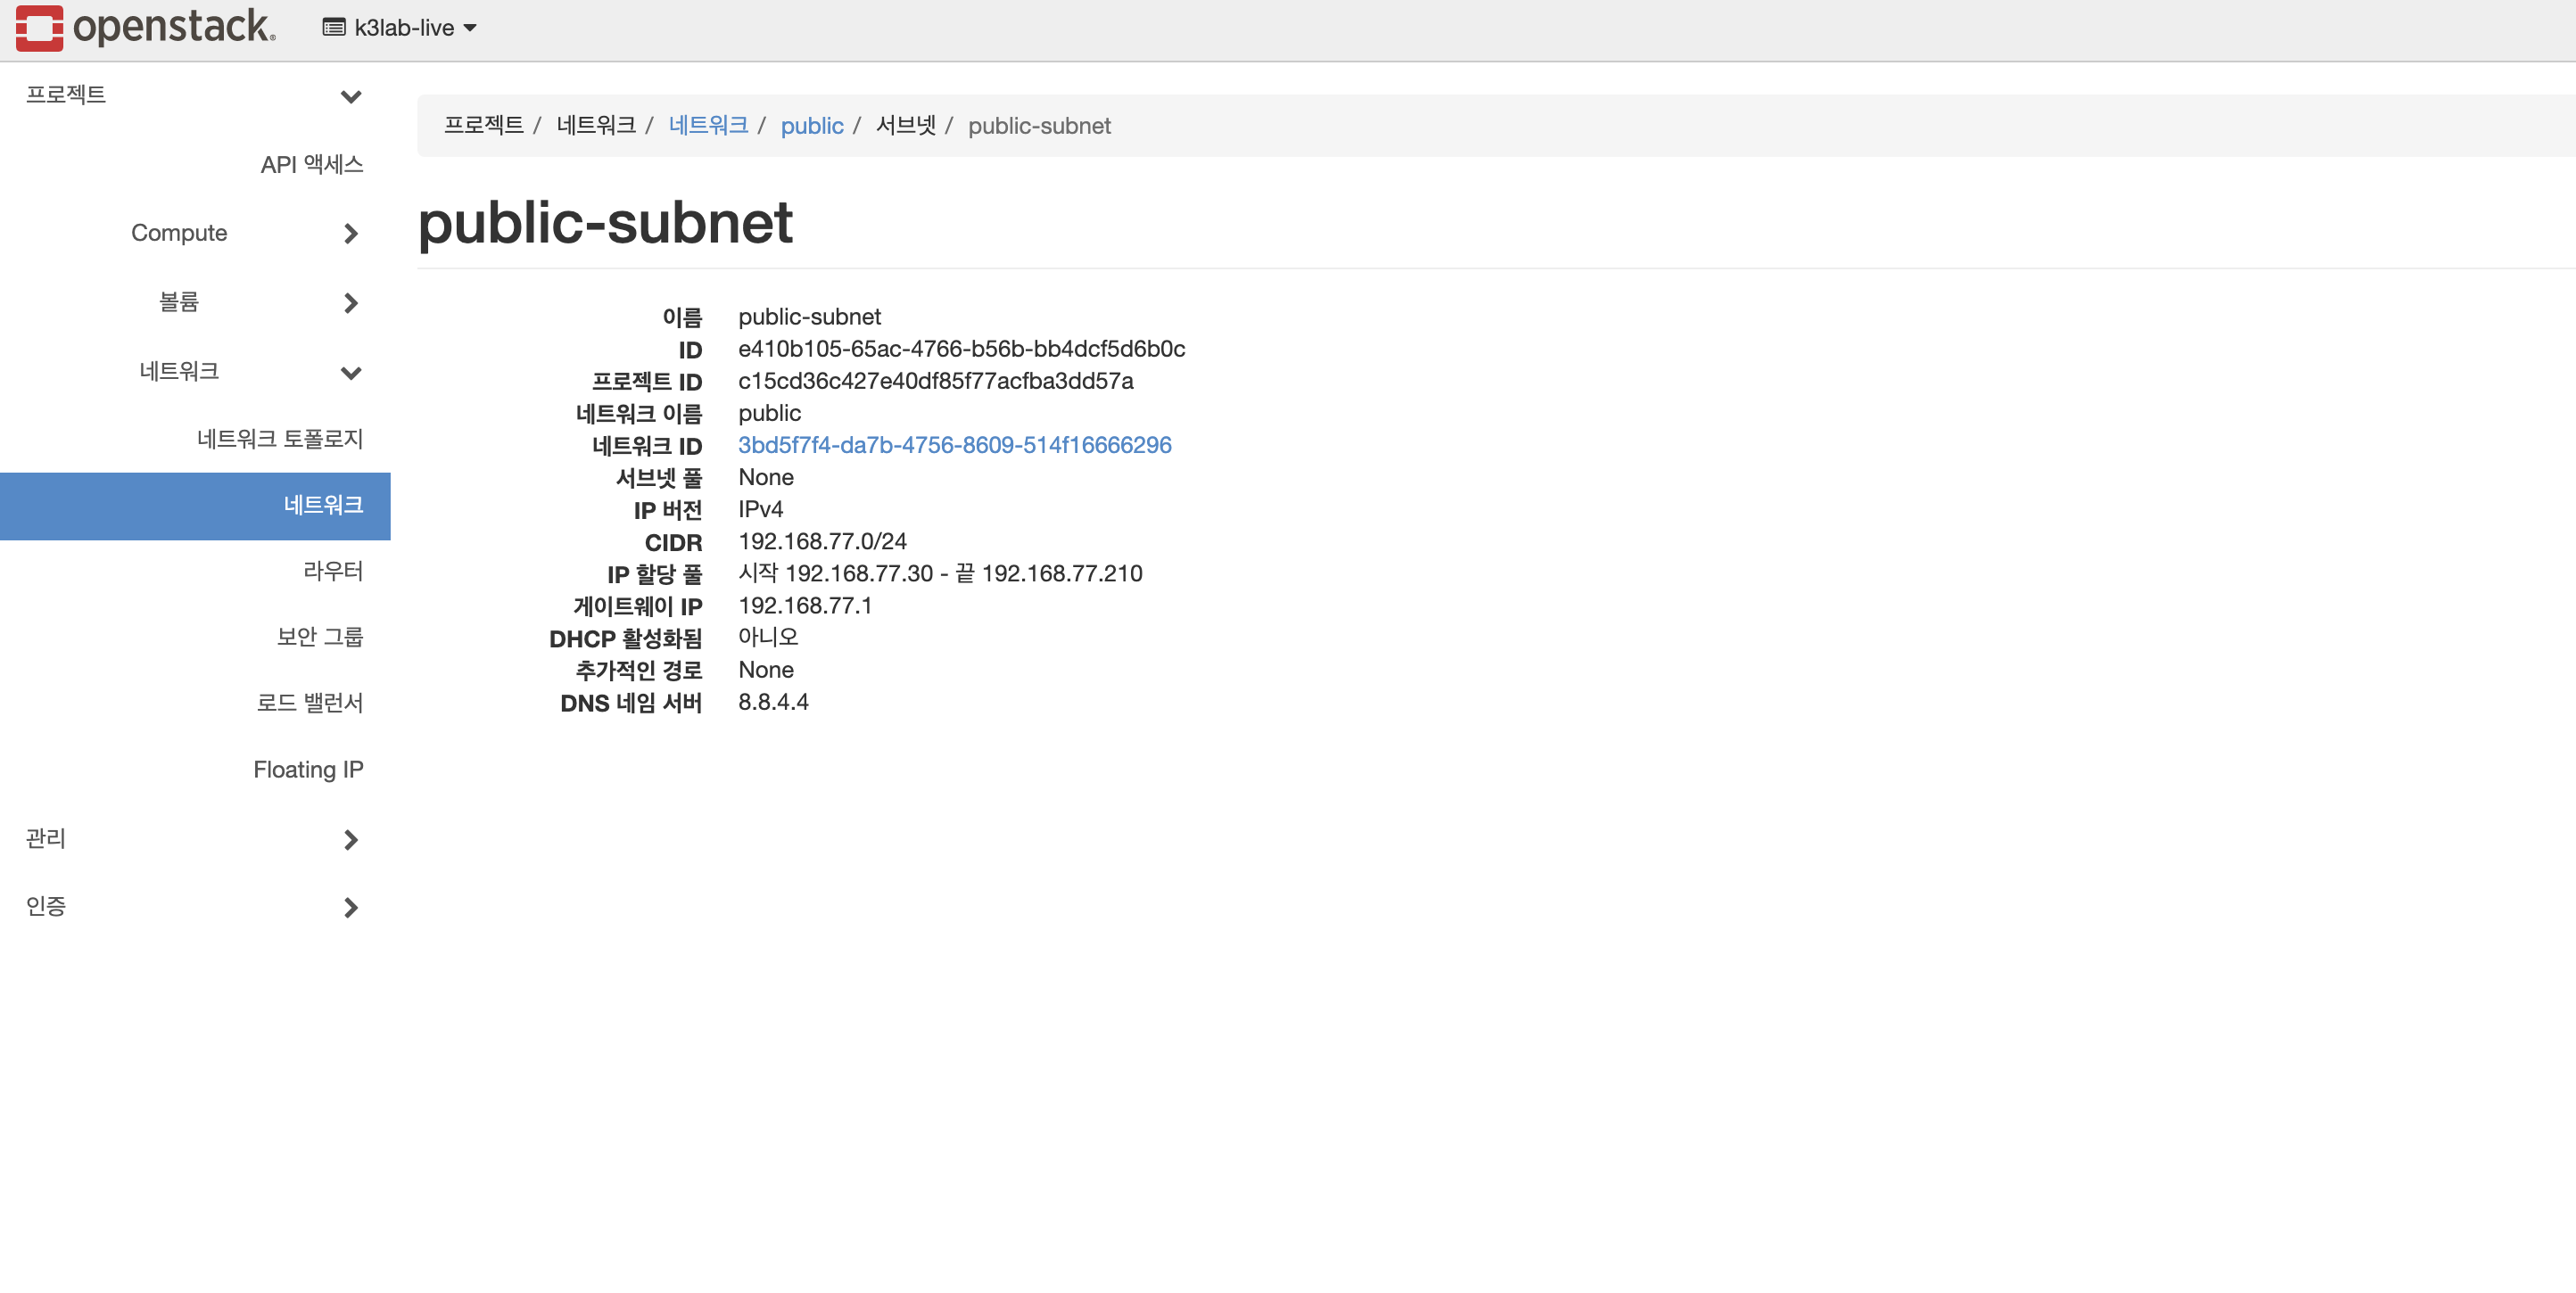 openstack.
k3lab-live
프로젝트
API 액세스
Compute
볼륨
네트워크
네트워크 토폴로지
네트워크
라우터
보안 그룹
로드 밸런서
Floating IP
관리
인증
프로젝트 / 네트워크 / 네트워크 / public / 서브넷 / public-subnet
public-subnet
이름 public-subnet
ID e410b105-65ac-4766-b56b-bb4dcf5d6b0c
프로젝트 ID c15cd36c427e40df85f77acfba3dd57a
네트워크 이름 public
네트워크 ID 3bd5f7f4-da7b-4756-8609-514f16666296
서브넷 풀 None
IP 버전 IPv4
CIDR 192.168.77.0/24
IP 할당 풀 시작 192.168.77.30 - 끝 192.168.77.210
게이트웨이 IP 192.168.77.1
DHCP 활성화됨 아니오
추가적인 경로 None
DNS 네임 서버 8.8.4.4